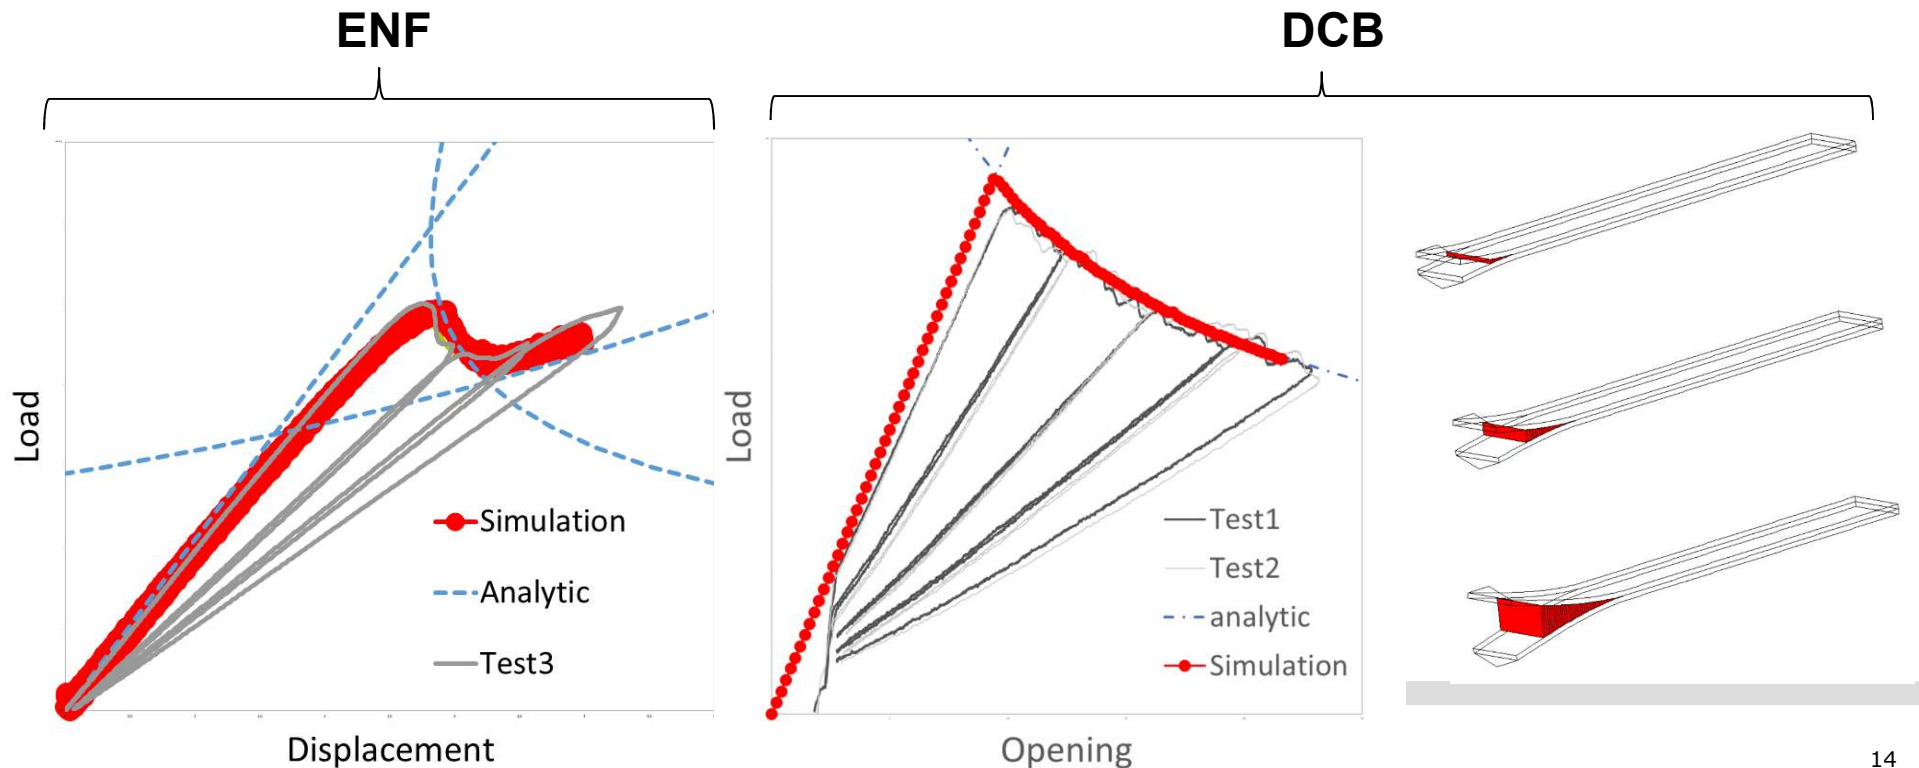 ENF
DCB
Load
Simulation
Analytic
Test3
Displacement
Load
Test1
Test2
analytic
Simulation
Opening
14